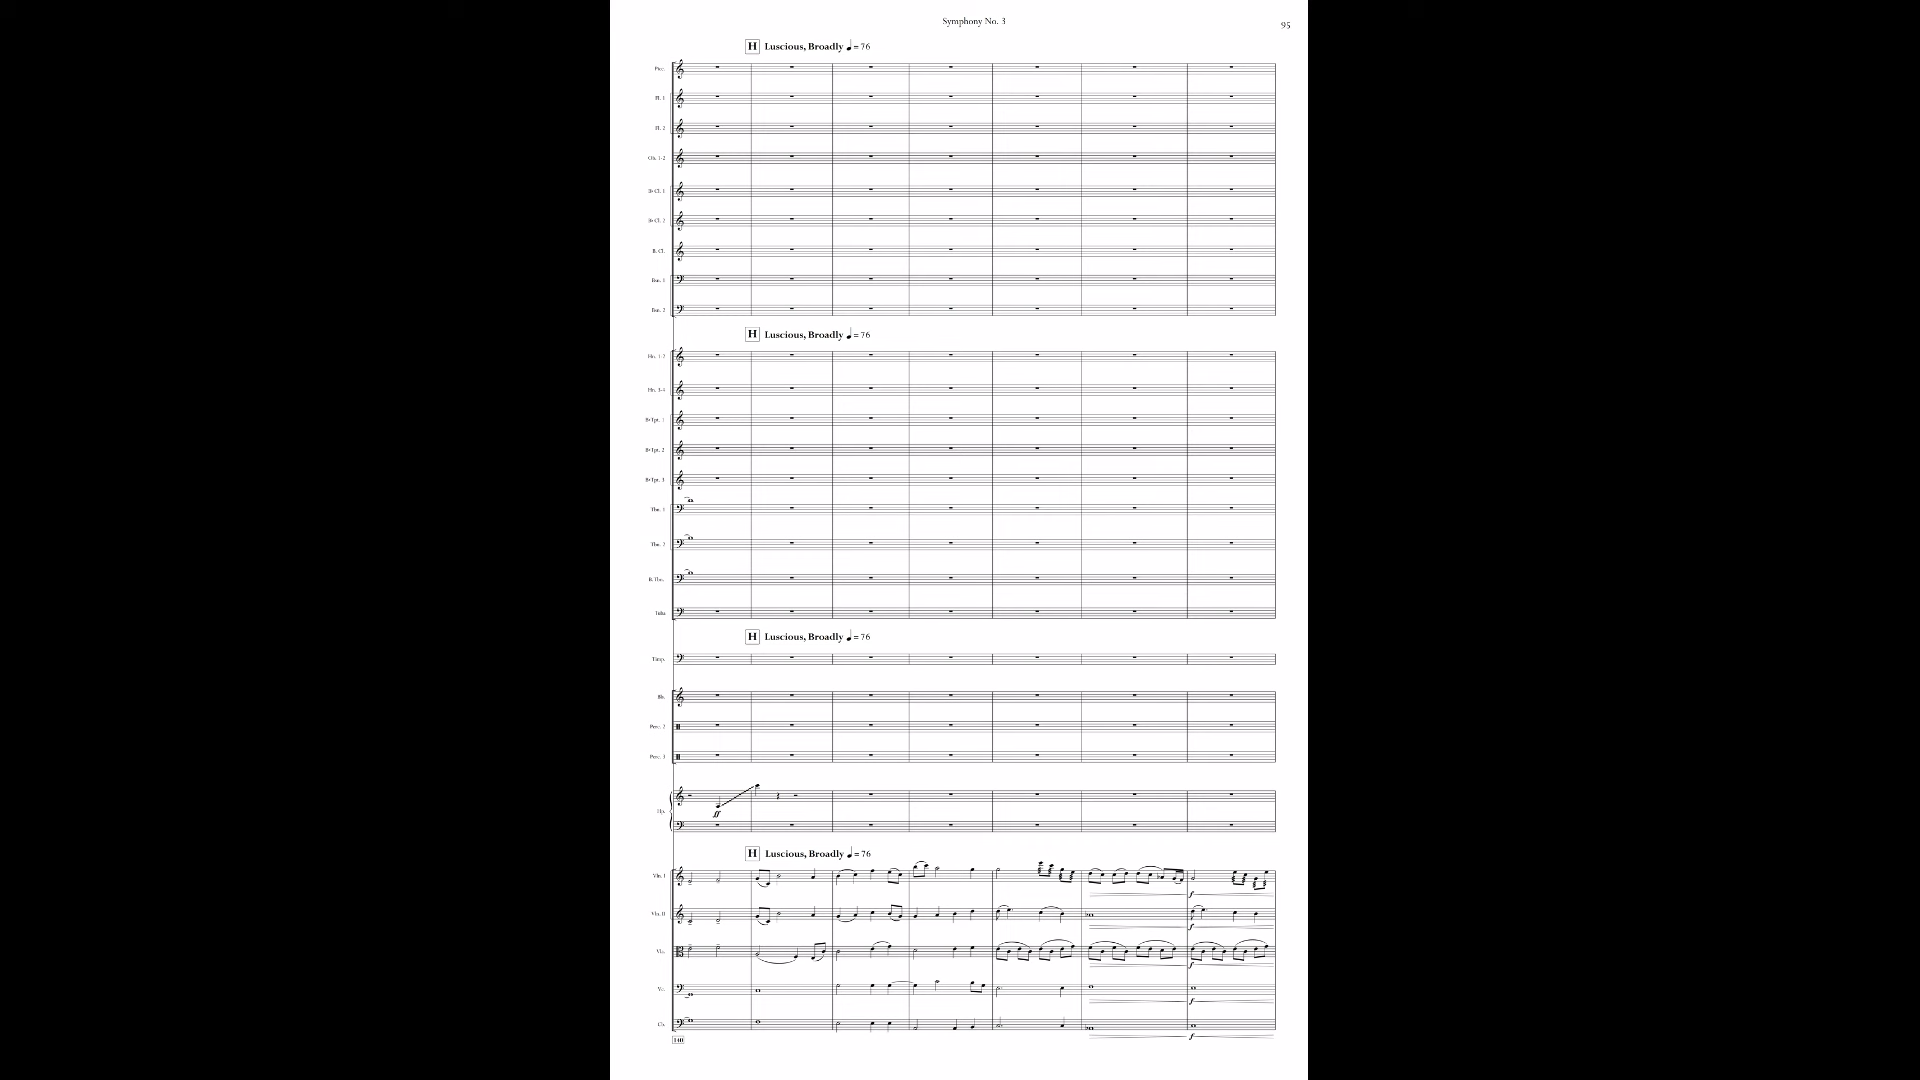 Symphony No. 3
95
H Luscious, Broadly ♩ = 76
Picc.
Fl. 1
Fl. 2
Ob. 1-2
B♭ Cl. 1
B♭ Cl. 2
B. Cl.
Bsn. 1
Bsn. 2
H Luscious, Broadly ♩ = 76
Hn. 1-2
Hn. 3-4
B♭ Tpt. 1
B♭ Tpt. 2
B♭ Tpt. 3
Tbn. 1
Tbn. 2
B. Tbn.
Tuba
H Luscious, Broadly ♩ = 76
Timp.
Perc. 2
Perc. 3
Hp.
ff
H Luscious, Broadly ♩ = 76
Vln. I
f
Vln. II
f
Vla.
f
Vc.
f
Cb.
f
140